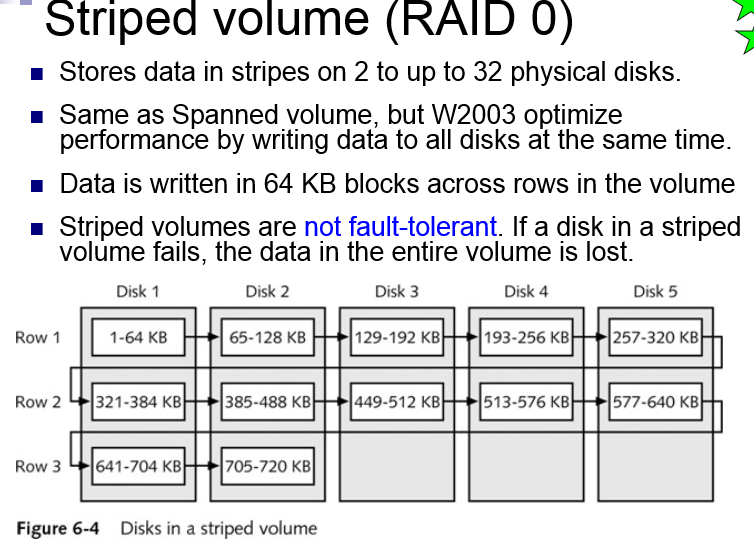 Striped volume (RAID 0)
Stores data in stripes on 2 to up to 32 physical disks.
Same as Spanned volume, but W2003 optimize
performance by writing data to all disks at the same time.
Data is written in 64 KB blocks across rows in the volume
Striped volumes are not fault-tolerant. If a disk in a striped
volume fails, the data in the entire volume is lost.
Disk 1 Disk 2 Disk 3 Disk 4 Disk 5
Row 1 1-64 KB 65-128 KB 129-192 KB 193-256 KB 257-320 KB
Row 2 321-384 KB 385-488 KB 449-512 KB 513-576 KB 577-640 KB
Row 3 641-704 KB 705-720 KB
Figure 6-4 Disks in a striped volume